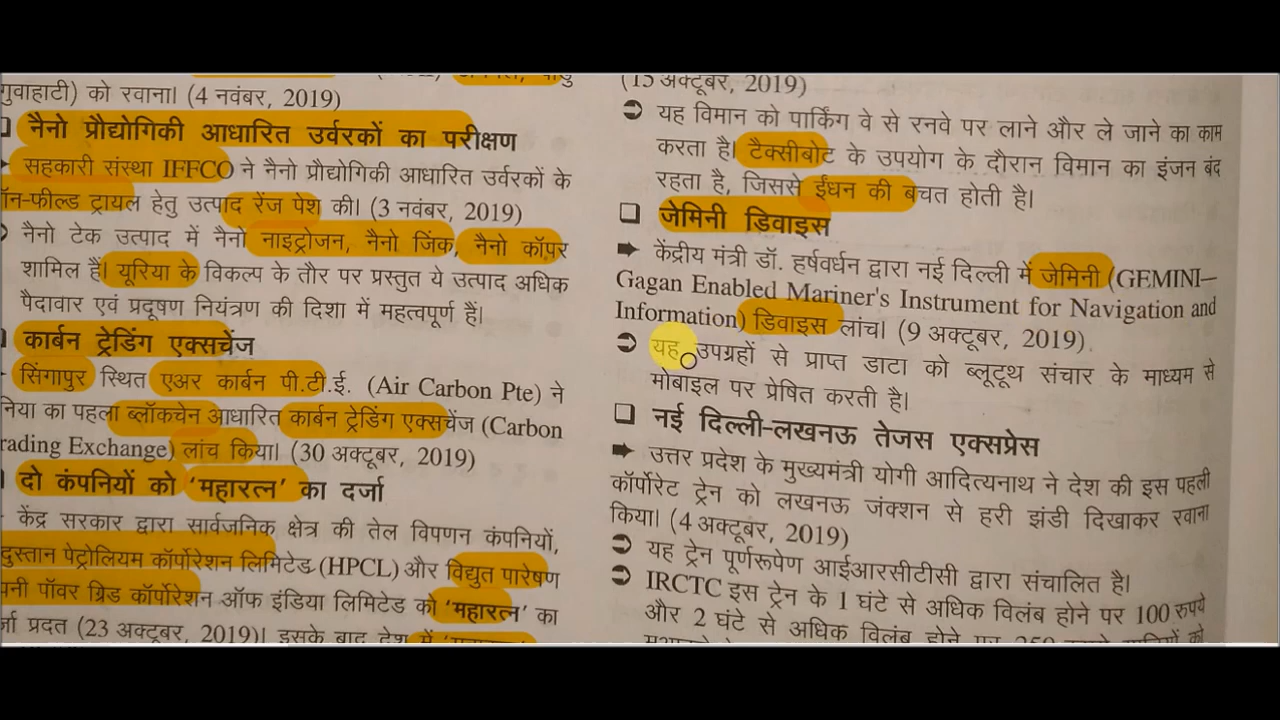 गुवाहाटी) को रवाना। (4 नवंबर, 2019)
नैनो प्रौद्योगिकी आधारित उर्वरकों का परीक्षण
सहकारी संस्था IFFCO ने नैनो प्रौद्योगिकी आधारित उर्वरकों के
ऑन-फील्ड ट्रायल हेतु उत्पाद रेंज पेश की। (3 नवंबर, 2019)
नैनो टेक उत्पाद में नैनो नाइट्रोजन, नैनो जिंक, नैनो कॉपर
शामिल हैं। यूरिया के विकल्प के तौर पर प्रस्तुत ये उत्पाद अधिक
पैदावार एवं प्रदूषण नियंत्रण की दिशा में महत्वपूर्ण हैं।
कार्बन ट्रेडिंग एक्सचेंज
सिंगापुर स्थित एअर कार्बन पी.टी.ई. (Air Carbon Pte) ने
निया का पहला ब्लॉकचेन आधारित कार्बन ट्रेडिंग एक्सचेंज (Carbon
rading Exchange) लांच किया। (30 अक्टूबर, 2019)
दो कंपनियों को 'महारत्न' का दर्जा
केंद्र सरकार द्वारा सार्वजनिक क्षेत्र की तेल विपणन कंपनियों,
दुस्तान पेट्रोलियम कॉर्पोरेशन लिमिटेड (HPCL) और विद्युत पारेषण
पनी पॉवर ग्रिड कॉर्पोरेशन ऑफ इंडिया लिमिटेड को 'महारत्न' का
र्जा प्रदत (23 अक्टूबर, 2019)। इसके बाद देश में
(15 अक्टूबर, 2019)
यह विमान को पार्किंग वे से रनवे पर लाने और ले जाने का काम
करता है। टैक्सीबोट के उपयोग के दौरान विमान का इंजन बंद
रहता है, जिससे ईंधन की बचत होती है।
जेमिनी डिवाइस
केंद्रीय मंत्री डॉ. हर्षवर्धन द्वारा नई दिल्ली में जेमिनी (GEMINI–
Gagan Enabled Mariner's Instrument for Navigation and
Information) डिवाइस लांच। (9 अक्टूबर, 2019)
यह उपग्रहों से प्राप्त डाटा को ब्लूटूथ संचार के माध्यम से
मोबाइल पर प्रेषित करती है।
नई दिल्ली-लखनऊ तेजस एक्सप्रेस
उत्तर प्रदेश के मुख्यमंत्री योगी आदित्यनाथ ने देश की इस पहली
कॉर्पोरेट ट्रेन को लखनऊ जंक्शन से हरी झंडी दिखाकर रवाना
किया। (4 अक्टूबर, 2019)
यह ट्रेन पूर्णरूपेण आईआरसीटीसी द्वारा संचालित है।
IRCTC इस ट्रेन के 1 घंटे से अधिक विलंब होने पर 100 रुपये
और 2 घंटे से अधिक विलंब होने पर 250